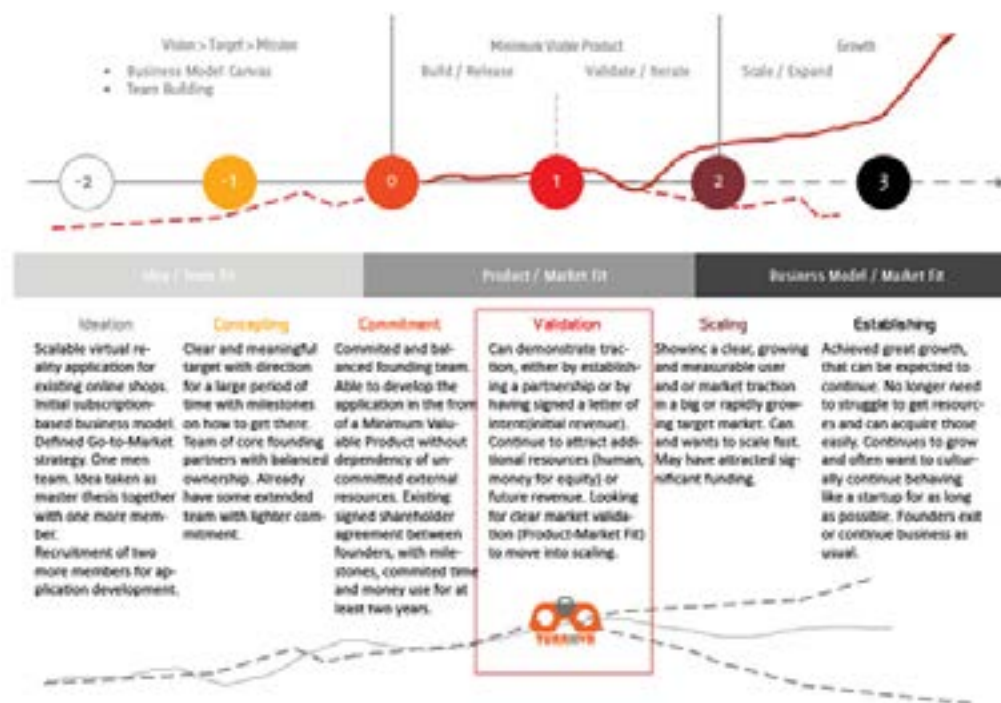 Vision > Target > Mission
• Business Model Canvas
• Team Building
Minimum Viable Product
Build / Release
Validate / Iterate
Growth
Scale / Expand
-2
-1
0
1
2
3
Idea / Team Fit
Product / Market Fit
Business Model / Market Fit
Ideation
Scalable virtual re-
ality application for
existing online shops.
Initial subscription-
based business model.
Defined Go-to-Market
strategy. One men
team. Idea taken as
master thesis together
with one more mem-
ber.
Recruitment of two
more members for ap-
plication development.
Concepting
Clear and meaningful
target with direction
for a large period of
time with milestones
on how to get there.
Team of core founding
partners with balanced
ownership. Already
have some extended
team with lighter com-
mitment.
Commitment
Commited and bal-
anced founding team.
Able to develop the
application in the from
of a Minimum Valu-
able Product without
dependency of un-
committed external
resources. Existing
signed shareholder
agreement between
founders, with mile-
stones, commited time
and money use for at
least two years.
Validation
Can demonstrate trac-
tion, either by establish-
ing a partnership or by
having signed a letter of
intent(initial revenue).
Continue to attract addi-
tional resources (human,
money for equity) or
future revenue. Looking
for clear market valida-
tion (Product-Market Fit)
to move into scaling.
Scaling
Showinc a clear, growing
and measurable user
and or market traction
in a big or rapidly grow-
ing target market. Can
and wants to scale fast.
May have attracted sig-
nificant funding.
Establishing
Achieved great growth,
that can be expected to
continue. No longer need
to struggle to get resourc-
es and can acquire those
easily. Continues to grow
and often want to cultur-
ally continue behaving
like a startup for as long
as possible. Founders exit
or continue business as
usual.